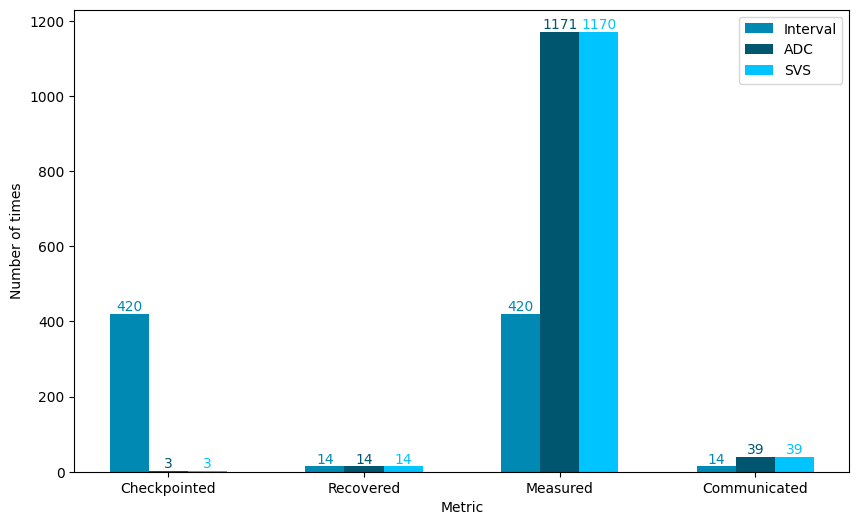 1200
1000
800
600
400
200
0
Number of times
420
3
3
14
14
14
420
1171
1170
14
39
39
Interval
ADC
SVS
Checkpointed
Recovered
Measured
Communicated
Metric